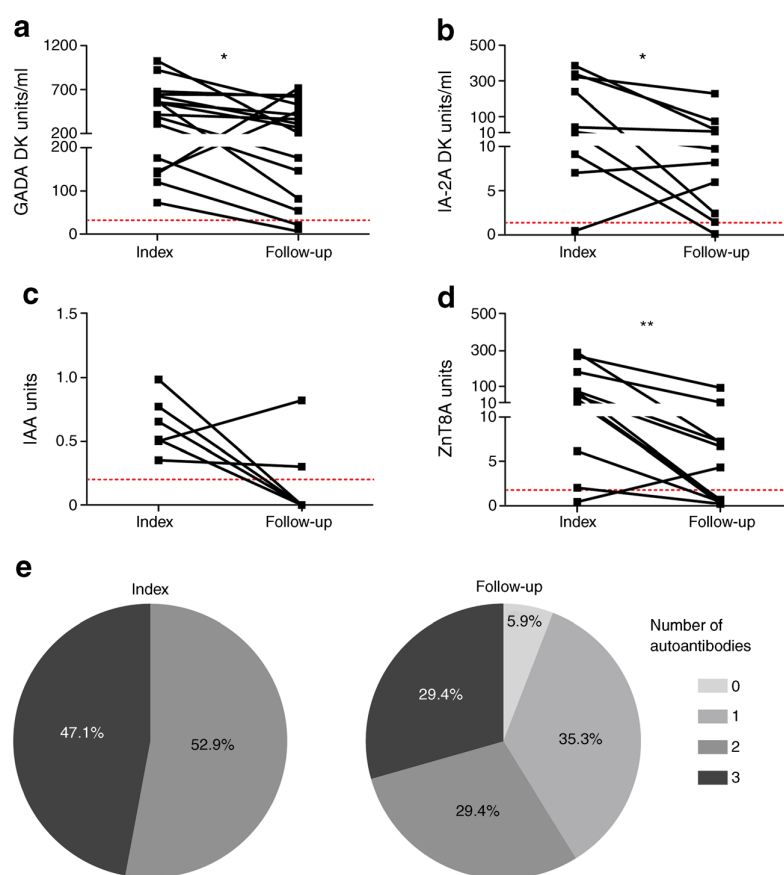 a
GADA DK units/ml
1200
700
200
200
100
0
*
Index
Follow-up
b
IA-2A DK units/ml
500
300
100
10
10
5
0
*
Index
Follow-up
c
IAA units
1.5
1.0
0.5
0
Index
Follow-up
d
ZnT8A units
500
300
100
10
10
5
0
**
Index
Follow-up
e
Index
47.1%
52.9%
Follow-up
5.9%
29.4%
35.3%
29.4%
Number of
autoantibodies
0
1
2
3